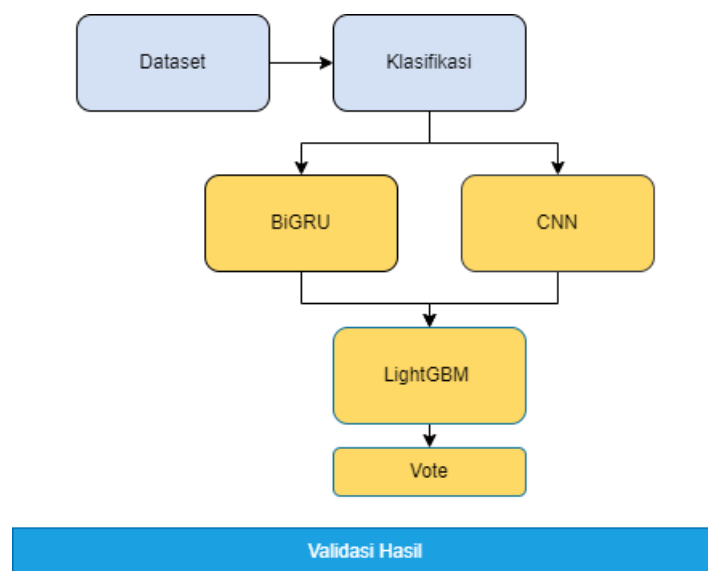 Dataset
Klasifikasi
BiGRU
CNN
LightGBM
Vote
Validasi Hasil